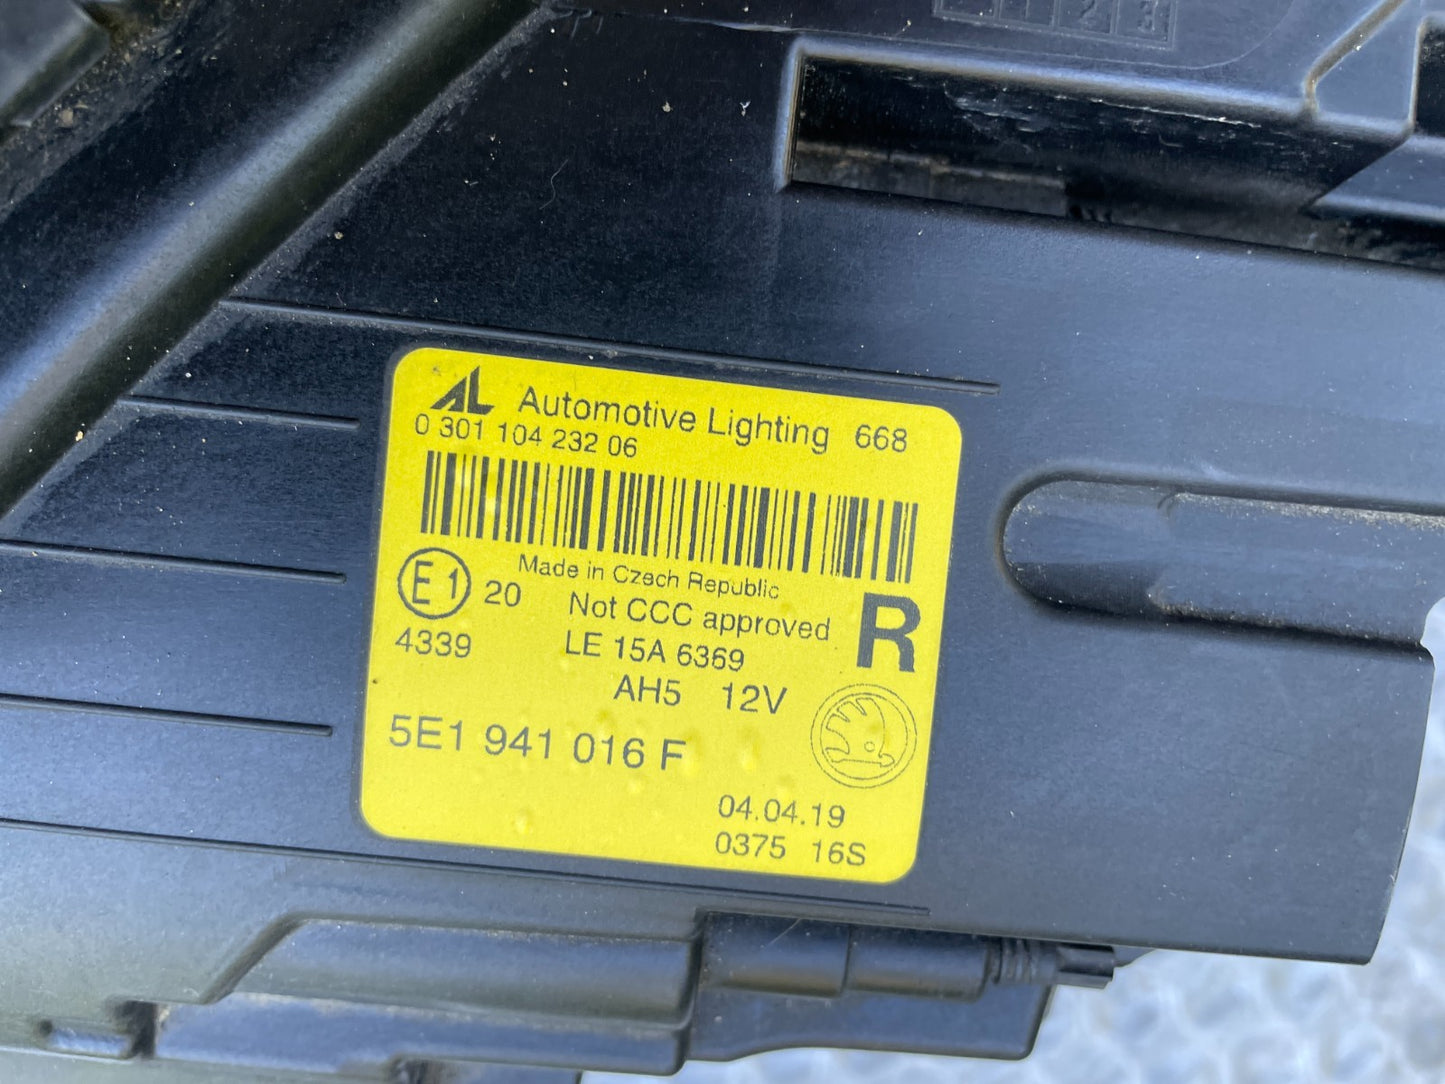 AL Automotive Lighting 668
0 301 104 232 06
Made in Czech Republic
E1 20
Not CCC approved
R
4339
LE 15A 6369
AH5 12V
5E1 941 016 F
04.04.19
0375 16S